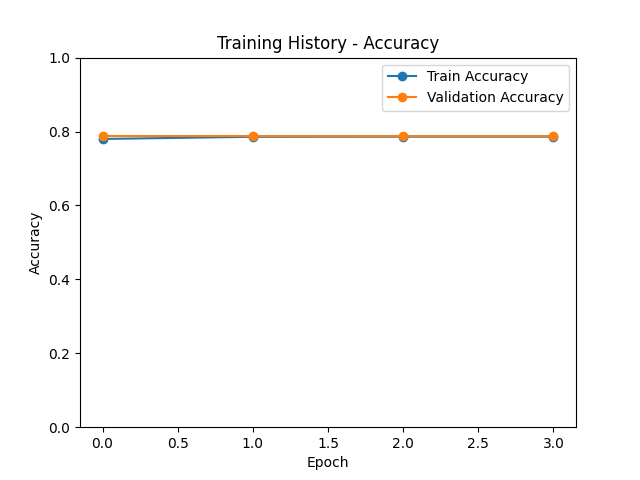 Training History - Accuracy
Train Accuracy
Validation Accuracy
1.0
0.8
0.6
0.4
0.2
0.0
Accuracy
0.0 0.5 1.0 1.5 2.0 2.5 3.0
Epoch